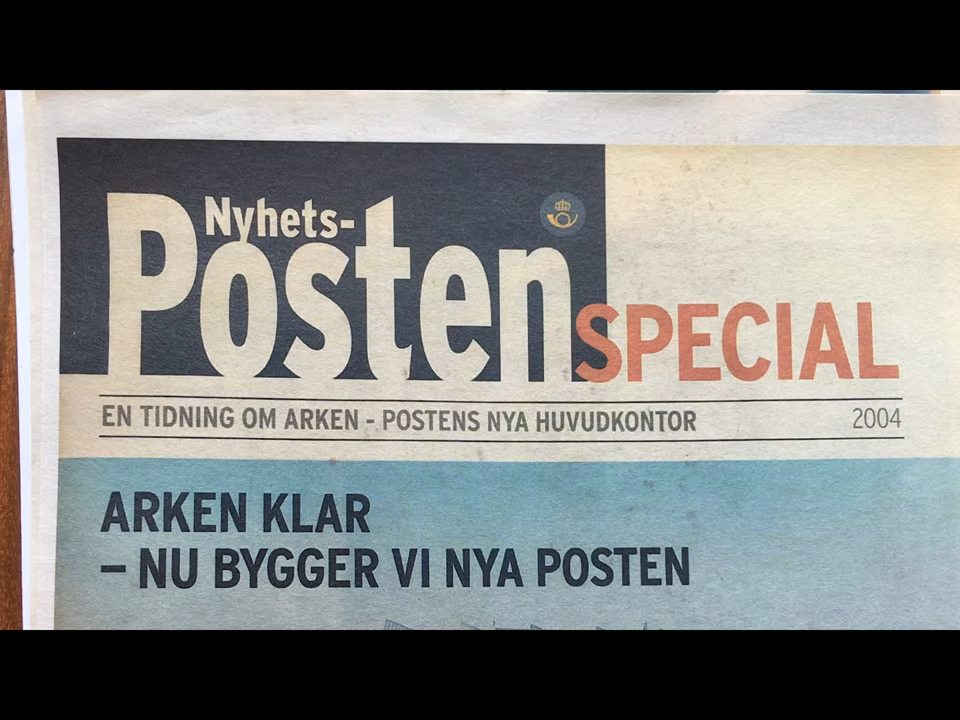 Nyhets-
Posten SPECIAL
EN TIDNING OM ARKEN - POSTENS NYA HUVUDKONTOR 2004
ARKEN KLAR
– NU BYGGER VI NYA POSTEN